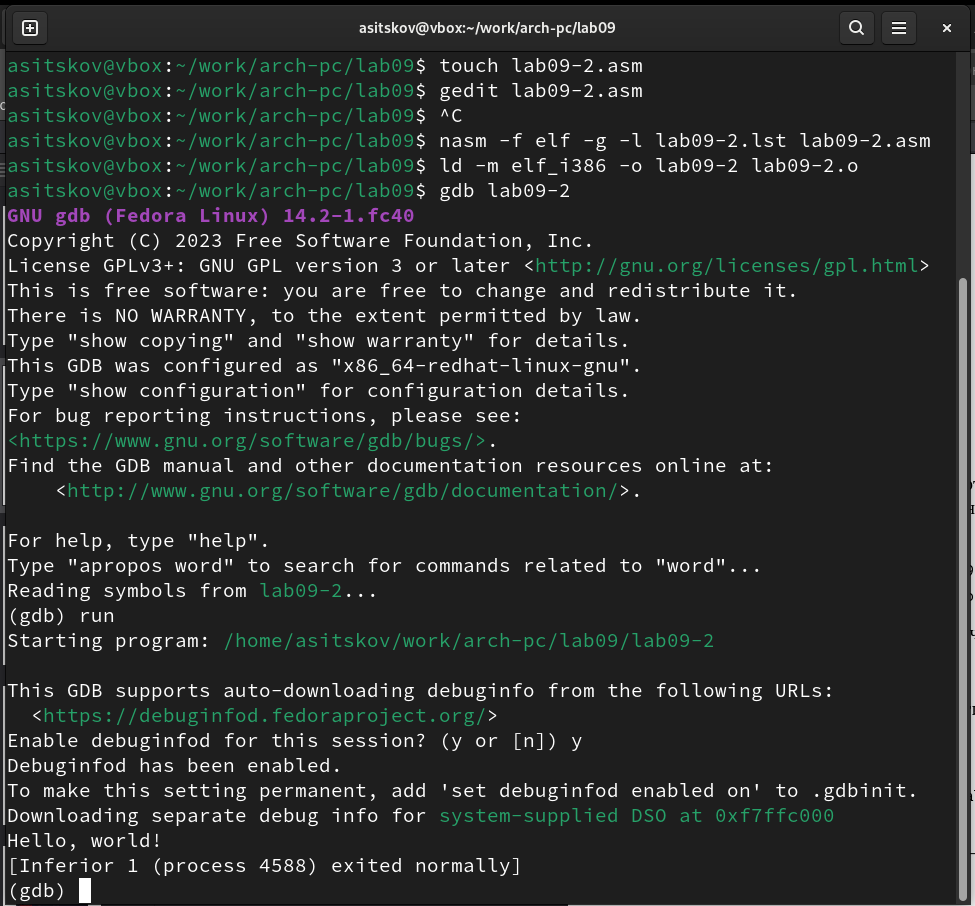 asitskov@vbox:~/work/arch-pc/lab09
asitskov@vbox:~/work/arch-pc/lab09$ touch lab09-2.asm
asitskov@vbox:~/work/arch-pc/lab09$ gedit lab09-2.asm
asitskov@vbox:~/work/arch-pc/lab09$ ^C
asitskov@vbox:~/work/arch-pc/lab09$ nasm -f elf -g -l lab09-2.lst lab09-2.asm
asitskov@vbox:~/work/arch-pc/lab09$ ld -m elf_i386 -o lab09-2 lab09-2.o
asitskov@vbox:~/work/arch-pc/lab09$ gdb lab09-2
GNU gdb (Fedora Linux) 14.2-1.fc40
Copyright (C) 2023 Free Software Foundation, Inc.
License GPLv3+: GNU GPL version 3 or later <http://gnu.org/licenses/gpl.html>
This is free software: you are free to change and redistribute it.
There is NO WARRANTY, to the extent permitted by law.
Type "show copying" and "show warranty" for details.
This GDB was configured as "x86_64-redhat-linux-gnu".
Type "show configuration" for configuration details.
For bug reporting instructions, please see:
<https://www.gnu.org/software/gdb/bugs/>.
Find the GDB manual and other documentation resources online at:
    <http://www.gnu.org/software/gdb/documentation/>.

For help, type "help".
Type "apropos word" to search for commands related to "word"...
Reading symbols from lab09-2...
(gdb) run
Starting program: /home/asitskov/work/arch-pc/lab09/lab09-2

This GDB supports auto-downloading debuginfo from the following URLs:
  <https://debuginfod.fedoraproject.org/>
Enable debuginfod for this session? (y or [n]) y
Debuginfod has been enabled.
To make this setting permanent, add 'set debuginfod enabled on' to .gdbinit.
Downloading separate debug info for system-supplied DSO at 0xf7ffc000
Hello, world!
[Inferior 1 (process 4588) exited normally]
(gdb)